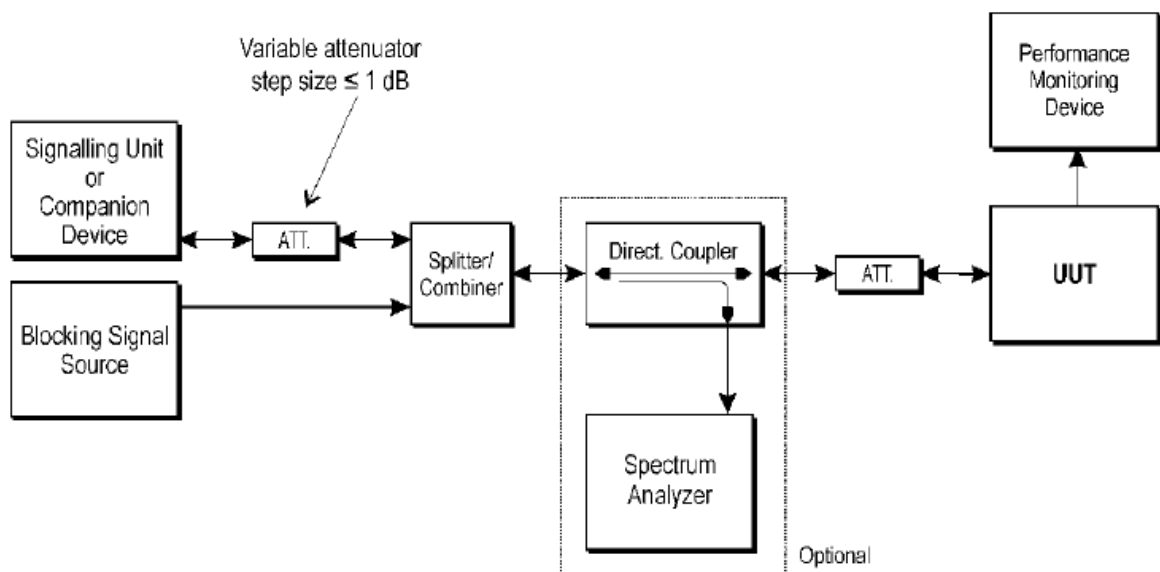 Variable attenuator
step size ≤ 1 dB
Performance
Monitoring
Device
Signalling Unit
or
Companion
Device
ATT.
Splitter/
Combiner
Direct. Coupler
ATT.
UUT
Blocking Signal
Source
Spectrum
Analyzer
Optional